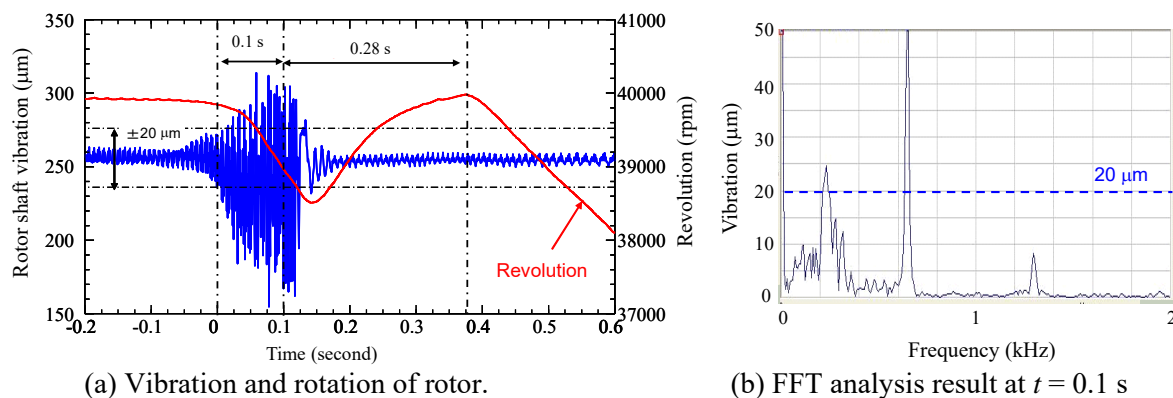 350
300
250
200
150
Rotor shaft vibration (μm)
0.1 s
0.28 s
±20 μm
Revolution
41000
40000
39000
38000
37000
Revolution (rpm)
-0.2 -0.1 0 0.1 0.2 0.3 0.4 0.5 0.6
Time (second)
(a) Vibration and rotation of rotor.
50
40
30
20
10
0
Vibration (μm)
20 μm
0 1 2
Frequency (kHz)
(b) FFT analysis result at t = 0.1 s